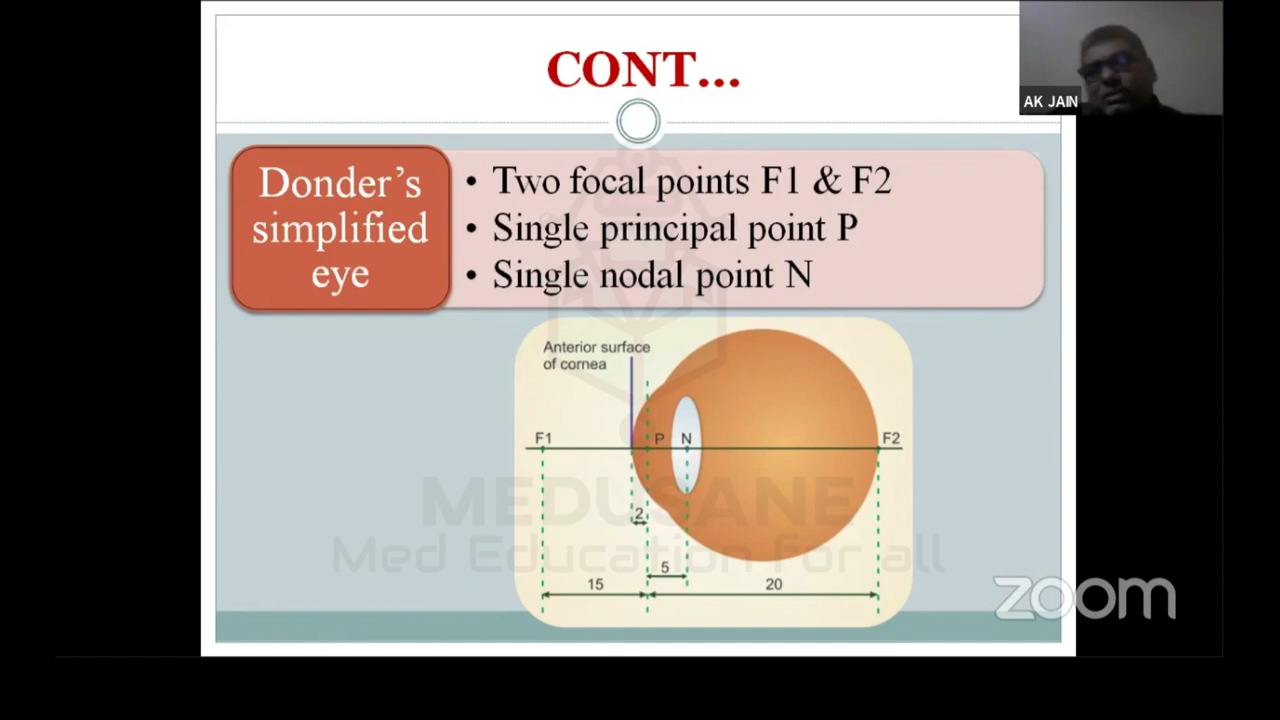 CONT...
AK JAIN
Donder's
simplified
eye
• Two focal points F1 & F2
• Single principal point P
• Single nodal point N
Anterior surface
of cornea
F1
P
N
F2
2
5
15
20
MEDUSANE
Med Education for all
zoom